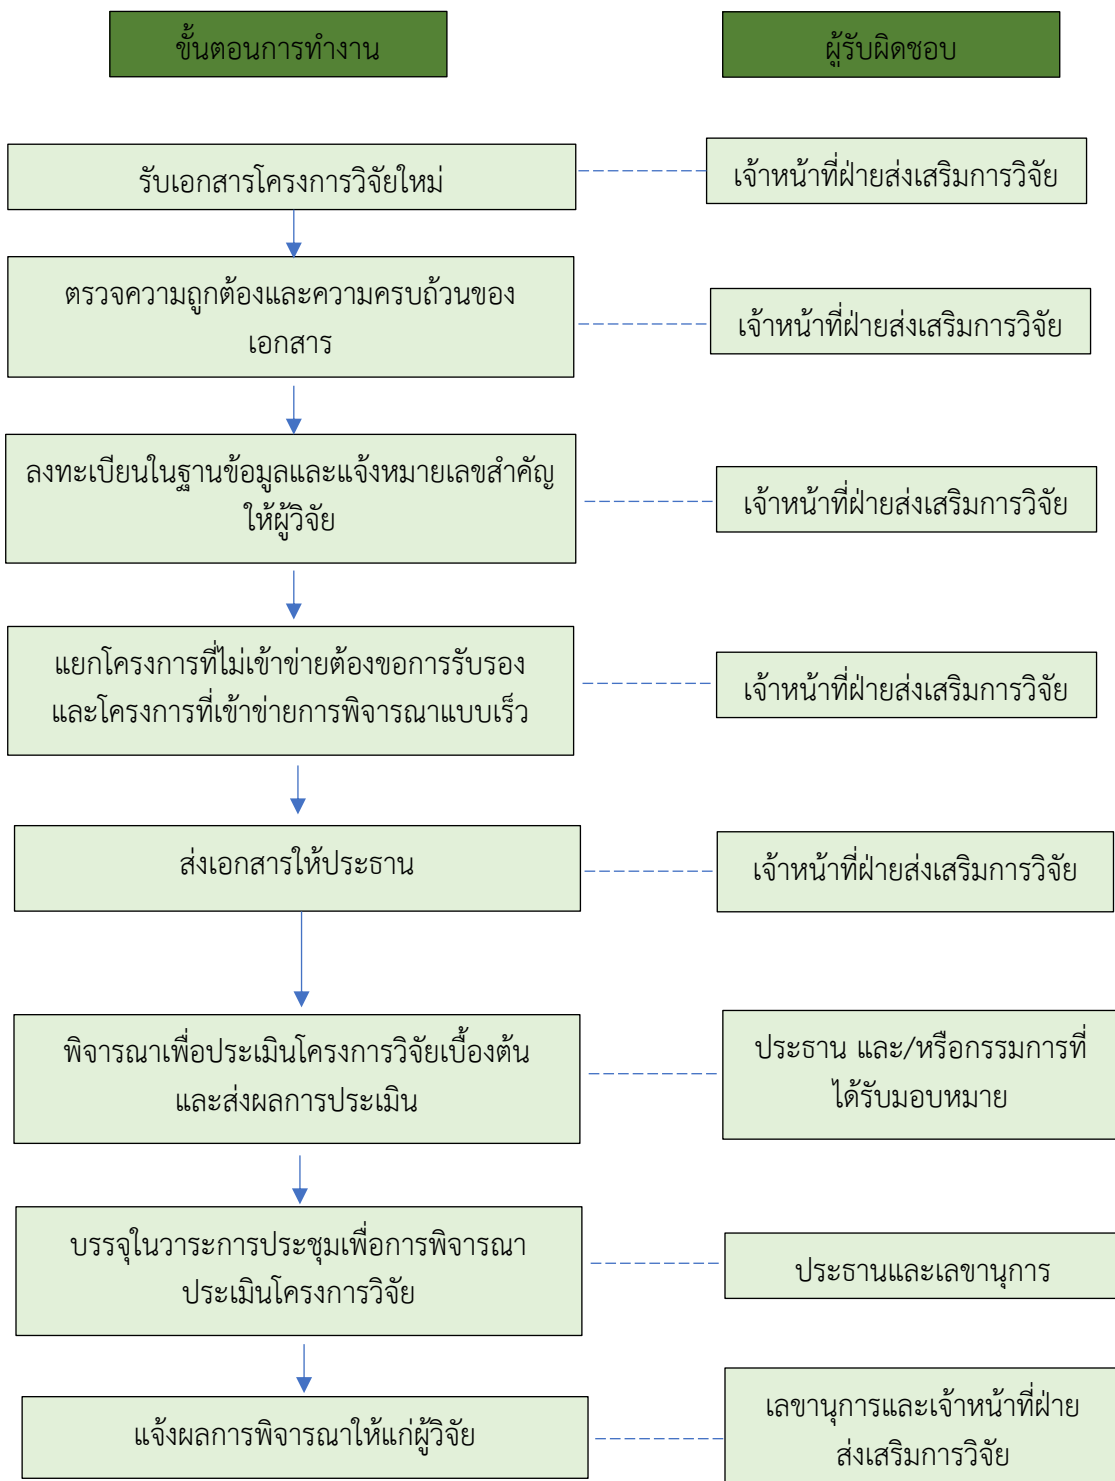 ขั้นตอนการทำงาน
ผู้รับผิดชอบ
รับเอกสารโครงการวิจัยใหม่
เจ้าหน้าที่ฝ่ายส่งเสริมการวิจัย
ตรวจความถูกต้องและความครบถ้วนของ
เอกสาร
เจ้าหน้าที่ฝ่ายส่งเสริมการวิจัย
ลงทะเบียนในฐานข้อมูลและแจ้งหมายเลขสำคัญ
ให้ผู้วิจัย
เจ้าหน้าที่ฝ่ายส่งเสริมการวิจัย
แยกโครงการที่ไม่เข้าข่ายต้องขอการรับรอง
และโครงการที่เข้าข่ายการพิจารณาแบบเร็ว
เจ้าหน้าที่ฝ่ายส่งเสริมการวิจัย
ส่งเอกสารให้ประธาน
เจ้าหน้าที่ฝ่ายส่งเสริมการวิจัย
พิจารณาเพื่อประเมินโครงการวิจัยเบื้องต้น
และส่งผลการประเมิน
ประธาน และ/หรือกรรมการที่
ได้รับมอบหมาย
บรรจุในวาระการประชุมเพื่อการพิจารณา
ประเมินโครงการวิจัย
ประธานและเลขานุการ
แจ้งผลการพิจารณาให้แก่ผู้วิจัย
เลขานุการและเจ้าหน้าที่ฝ่าย
ส่งเสริมการวิจัย